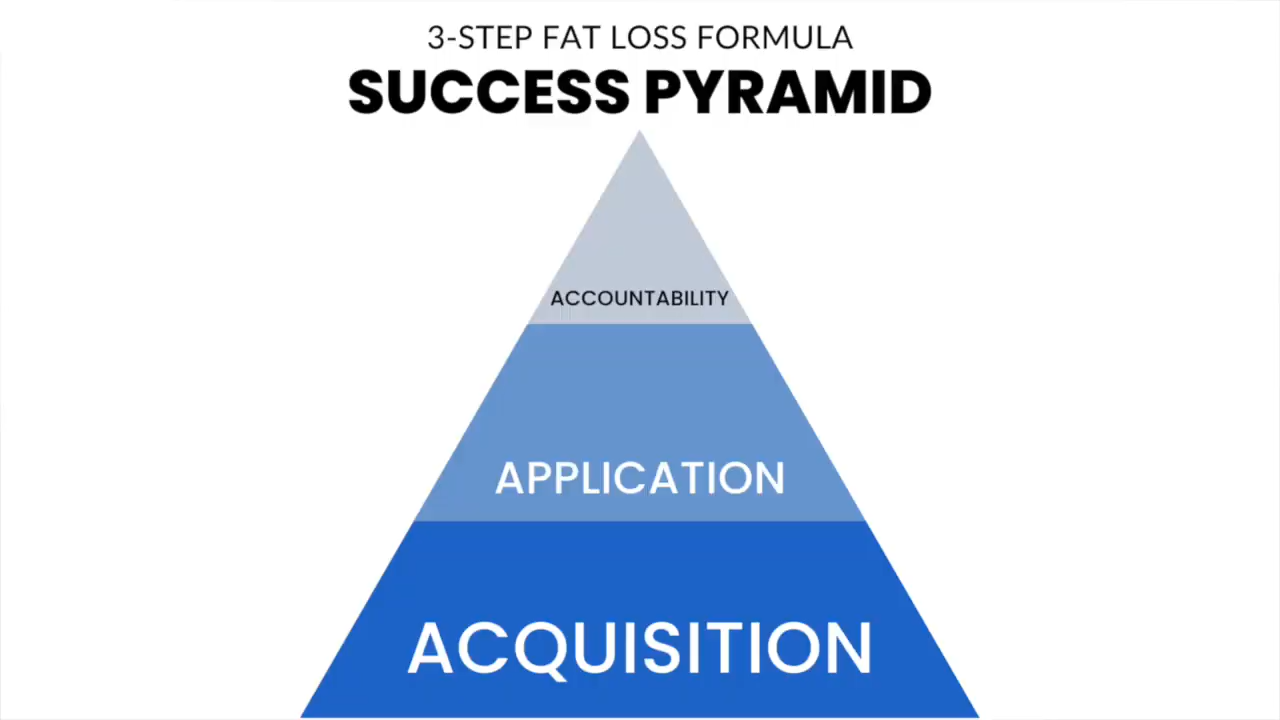 3-STEP FAT LOSS FORMULA
SUCCESS PYRAMID
ACCOUNTABILITY
APPLICATION
ACQUISITION